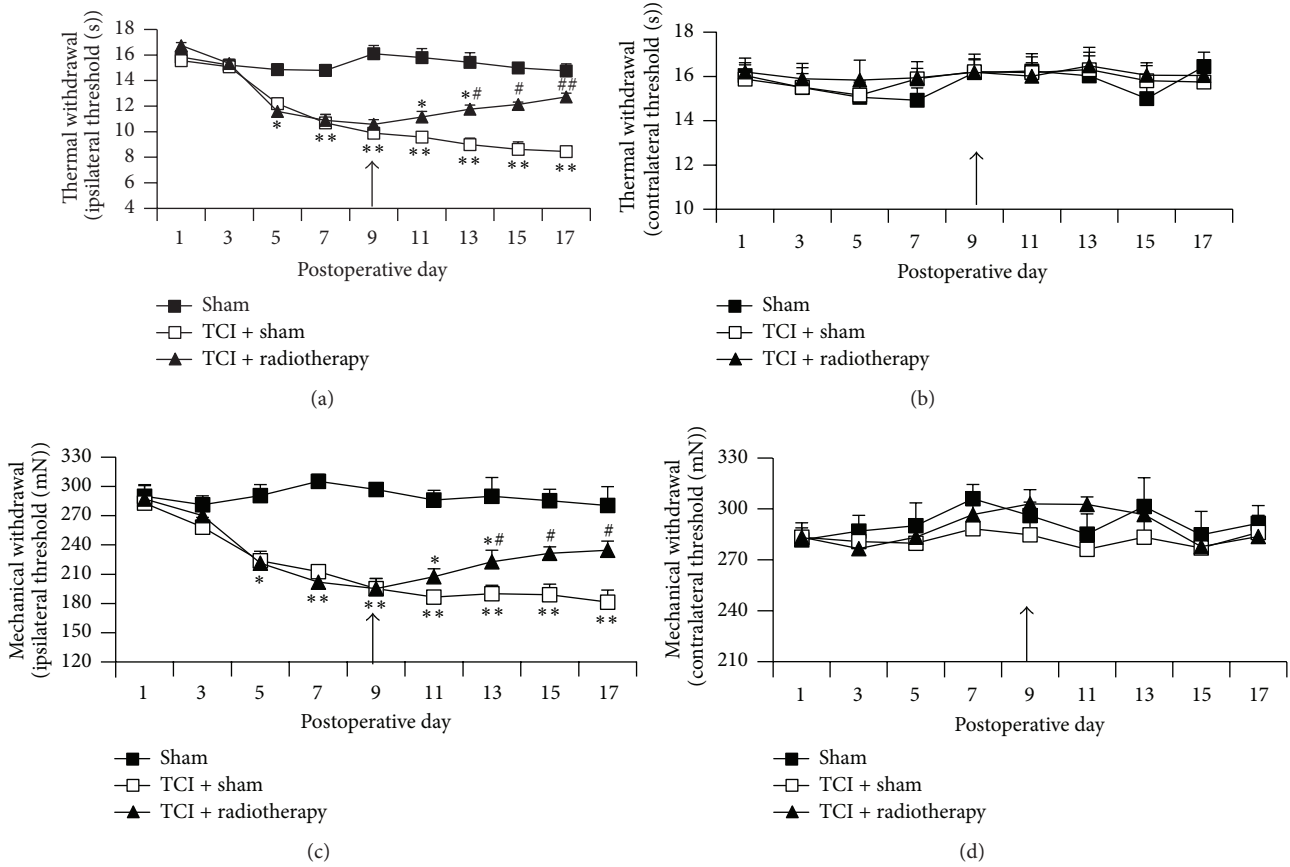 Thermal withdrawal
(ipsilateral threshold (s))
18
16
14
12
10
8
6
4
*
**
**
*
**
*#
**
#
**
##
**
1 3 5 7 9 11 13 15 17
Postoperative day
Sham
TCI + sham
TCI + radiotherapy
(a)
Thermal withdrawal
(contralateral threshold (s))
18
16
14
12
10
1 3 5 7 9 11 13 15 17
Postoperative day
Sham
TCI + sham
TCI + radiotherapy
(b)
Mechanical withdrawal
(ipsilateral threshold (mN))
330
300
270
240
210
180
150
120
*
**
**
*
**
*#
**
#
**
#
**
1 3 5 7 9 11 13 15 17
Postoperative day
Sham
TCI + sham
TCI + radiotherapy
(c)
Mechanical withdrawal
(contralateral threshold (mN))
330
300
270
240
210
1 3 5 7 9 11 13 15 17
Postoperative day
Sham
TCI + sham
TCI + radiotherapy
(d)